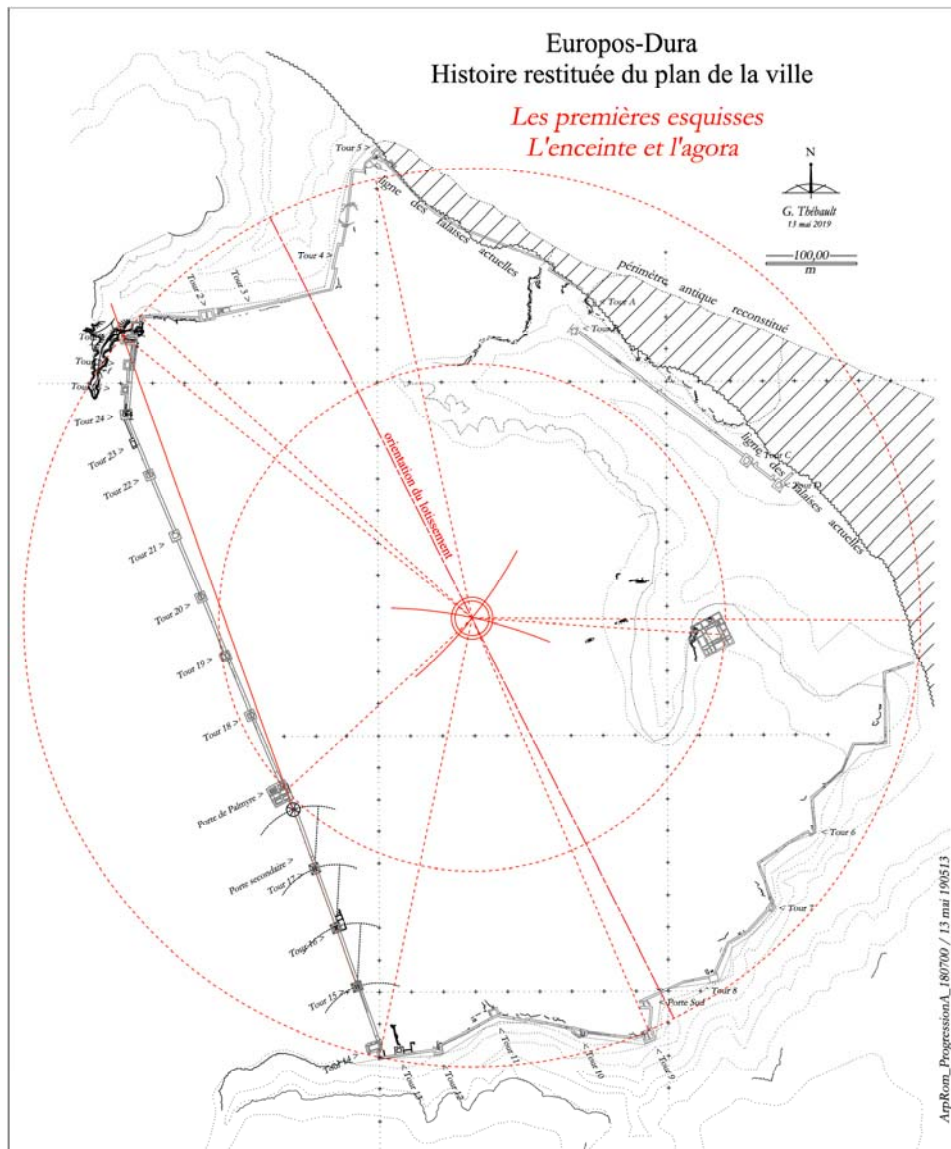 Europos-Dura
Histoire restituée du plan de la ville
Les premières esquisses
L'enceinte et l'agora
N
G. Thébault
13 mai 2019
100,00
m
Tour 5 >
ligne des falaises actuelles
Tour 4 >
Tour 2 >
Tour 3 >
périmètre antique reconstitué
< Tour A
Tour 24 >
Tour 23 >
Tour 22 >
Tour 21 >
Tour 20 >
Tour 19 >
Tour 18 >
orientation du lotissement
< Tour C
< Tour D
ligne des falaises actuelles
Porte de Palmyre >
Porte secondaire >
Tour 17 >
Tour 16 >
Tour 15 >
< Tour 6
< Tour 7
< Tour 8
< Porte Sud
< Tour 9
< Tour 10
< Tour 11
< Tour 12
< Tour 13
Tour 14 >
ArpRom_ProgressionA_180700 / 13 mai 190513